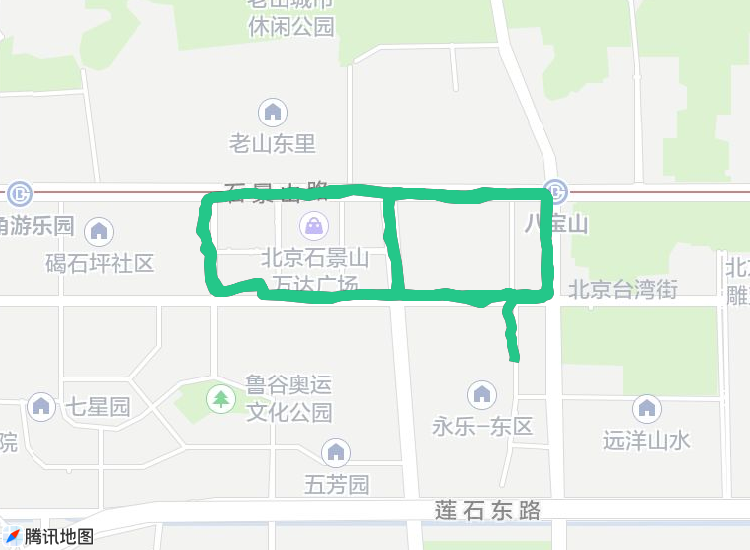 老山城市
休闲公园
老山东里
石景山路
角游乐园
八宝山
碣石坪社区
北京石景山
万达广场
北京台湾街
鲁谷奥运
文化公园
七星园
永乐-东区
远洋山水
院
五芳园
莲石东路
腾讯地图